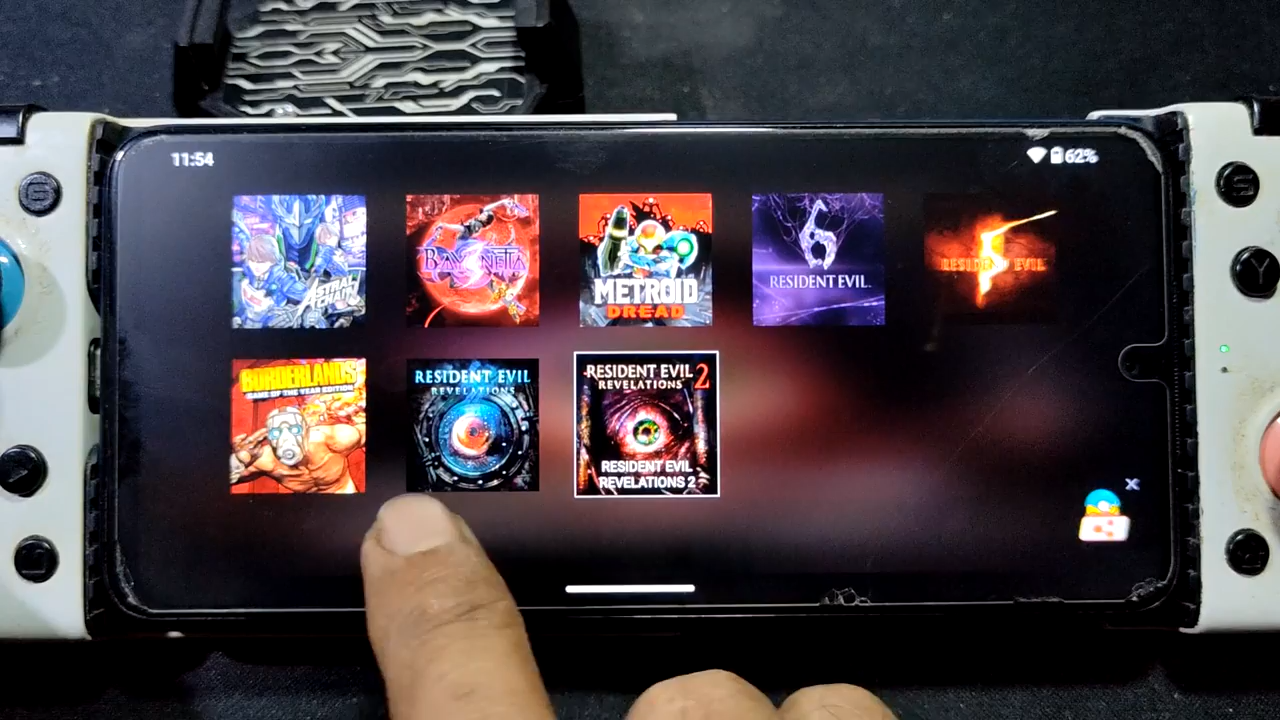 11:54
62%
ASTRAL
CHAIN
BAYONETTA
METROID
DREAD
6
RESIDENT EVIL.
RESIDENT EVIL
BORDERLANDS
GAME OF THE YEAR EDITION
RESIDENT EVIL
REVELATIONS
RESIDENT EVIL
REVELATIONS 2
RESIDENT EVIL
REVELATIONS 2
S
Y